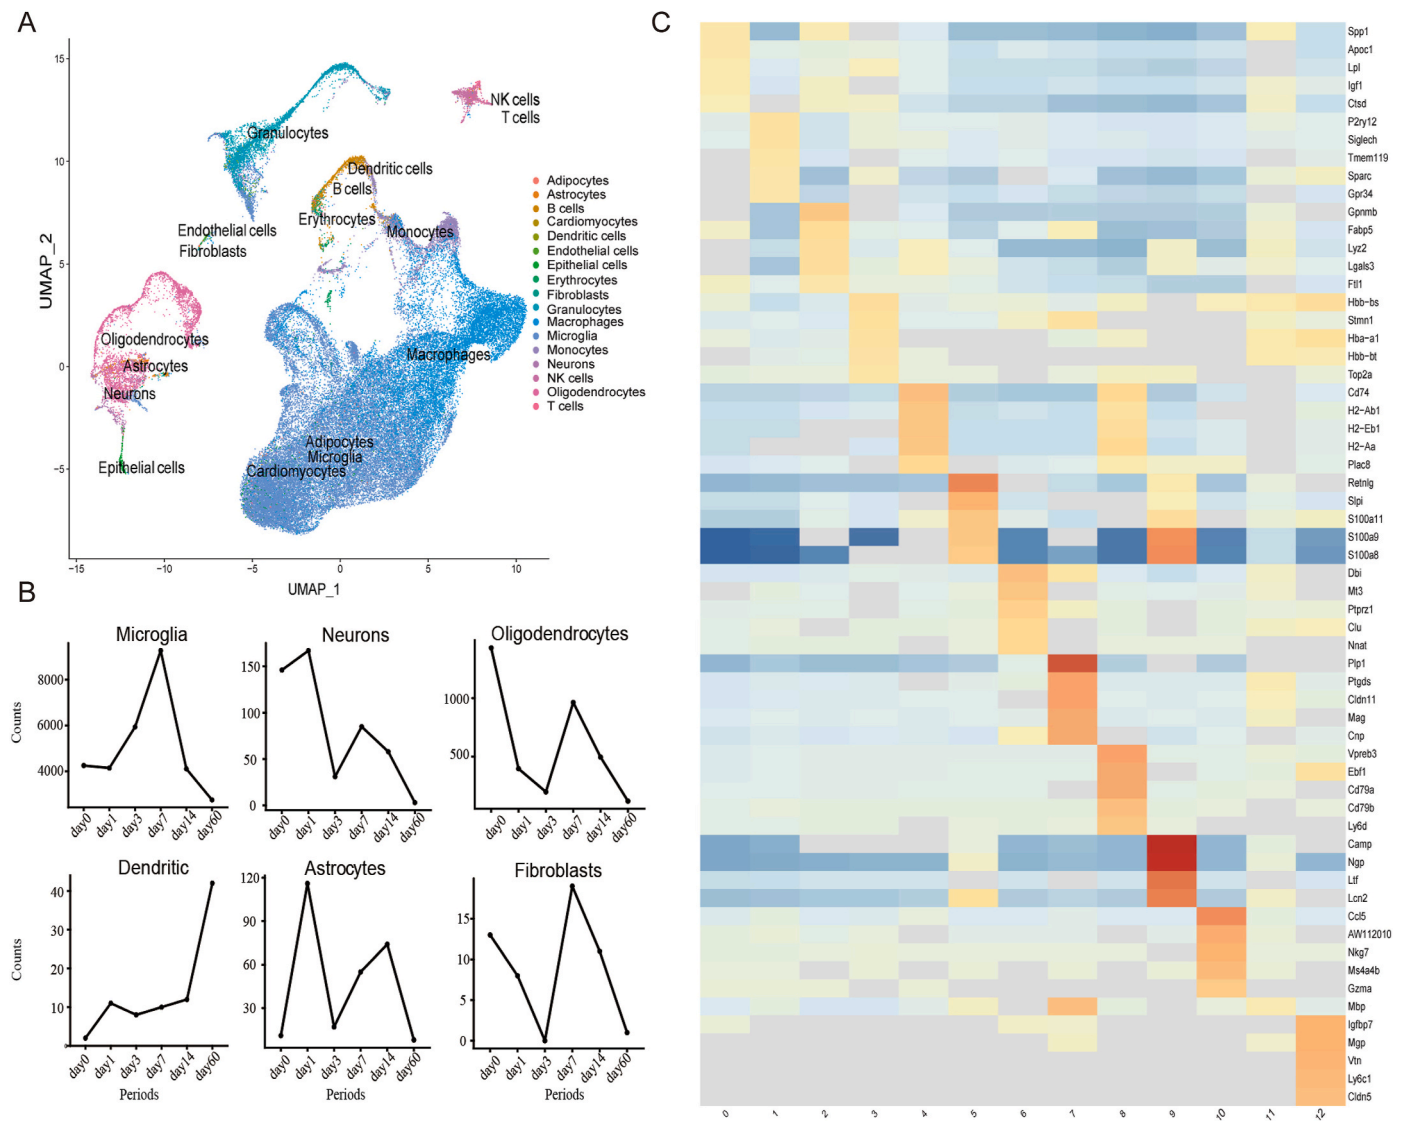 A
UMAP_2
15
10
5
0
−5
−15
−10
−5
0
5
10
UMAP_1
NK cells
T cells
Granulocytes
Dendritic cells
B cells
Erythrocytes
Monocytes
Endothelial cells
Fibroblasts
Oligodendrocytes
Astrocytes
Neurons
Epithelial cells
Macrophages
Adipocytes
Microglia
Cardiomyocytes
Adipocytes
Astrocytes
B cells
Cardiomyocytes
Dendritic cells
Endothelial cells
Epithelial cells
Erythrocytes
Fibroblasts
Granulocytes
Macrophages
Microglia
Monocytes
Neurons
NK cells
Oligodendrocytes
T cells
B
Microglia
Counts
8000
6000
4000
day0 day1 day3 day7 day14 day60
Neurons
150
100
50
0
day0 day1 day3 day7 day14 day60
Oligodendrocytes
1000
500
day0 day1 day3 day7 day14 day60
Dendritic
Counts
40
30
20
10
0
day0 day1 day3 day7 day14 day60
Periods
Astrocytes
120
90
60
30
day0 day1 day3 day7 day14 day60
Periods
Fibroblasts
15
10
5
0
day0 day1 day3 day7 day14 day60
Periods
C
Spp1
Apoc1
Lpl
Igf1
Ctsd
P2ry12
Siglech
Tmem119
Sparc
Gpr34
Gpnmb
Fabp5
Lyz2
Lgals3
Ftl1
Hbb−bs
Stmn1
Hba−a1
Hbb−bt
Top2a
Cd74
H2−Ab1
H2−Eb1
H2−Aa
Plac8
Retnlg
Slpi
S100a11
S100a9
S100a8
Dbi
Mt3
Ptprz1
Clu
Nnat
Plp1
Ptgds
Cldn11
Mag
Cnp
Vpreb3
Ebf1
Cd79a
Cd79b
Ly6d
Camp
Ngp
Ltf
Lcn2
Ccl5
AW112010
Nkg7
Ms4a4b
Gzma
Mbp
Igfbp7
Mgp
Vtn
Ly6c1
Cldn5
0 1 2 3 4 5 6 7 8 9 10 11 12